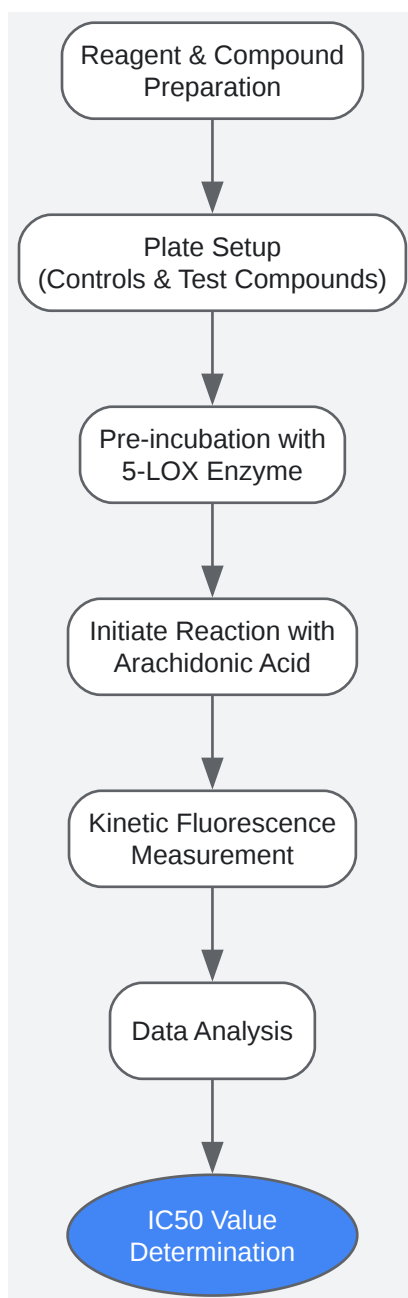 Reagent & Compound
Preparation
Plate Setup
(Controls & Test Compounds)
Pre-incubation with
5-LOX Enzyme
Initiate Reaction with
Arachidonic Acid
Kinetic Fluorescence
Measurement
Data Analysis
IC50 Value
Determination